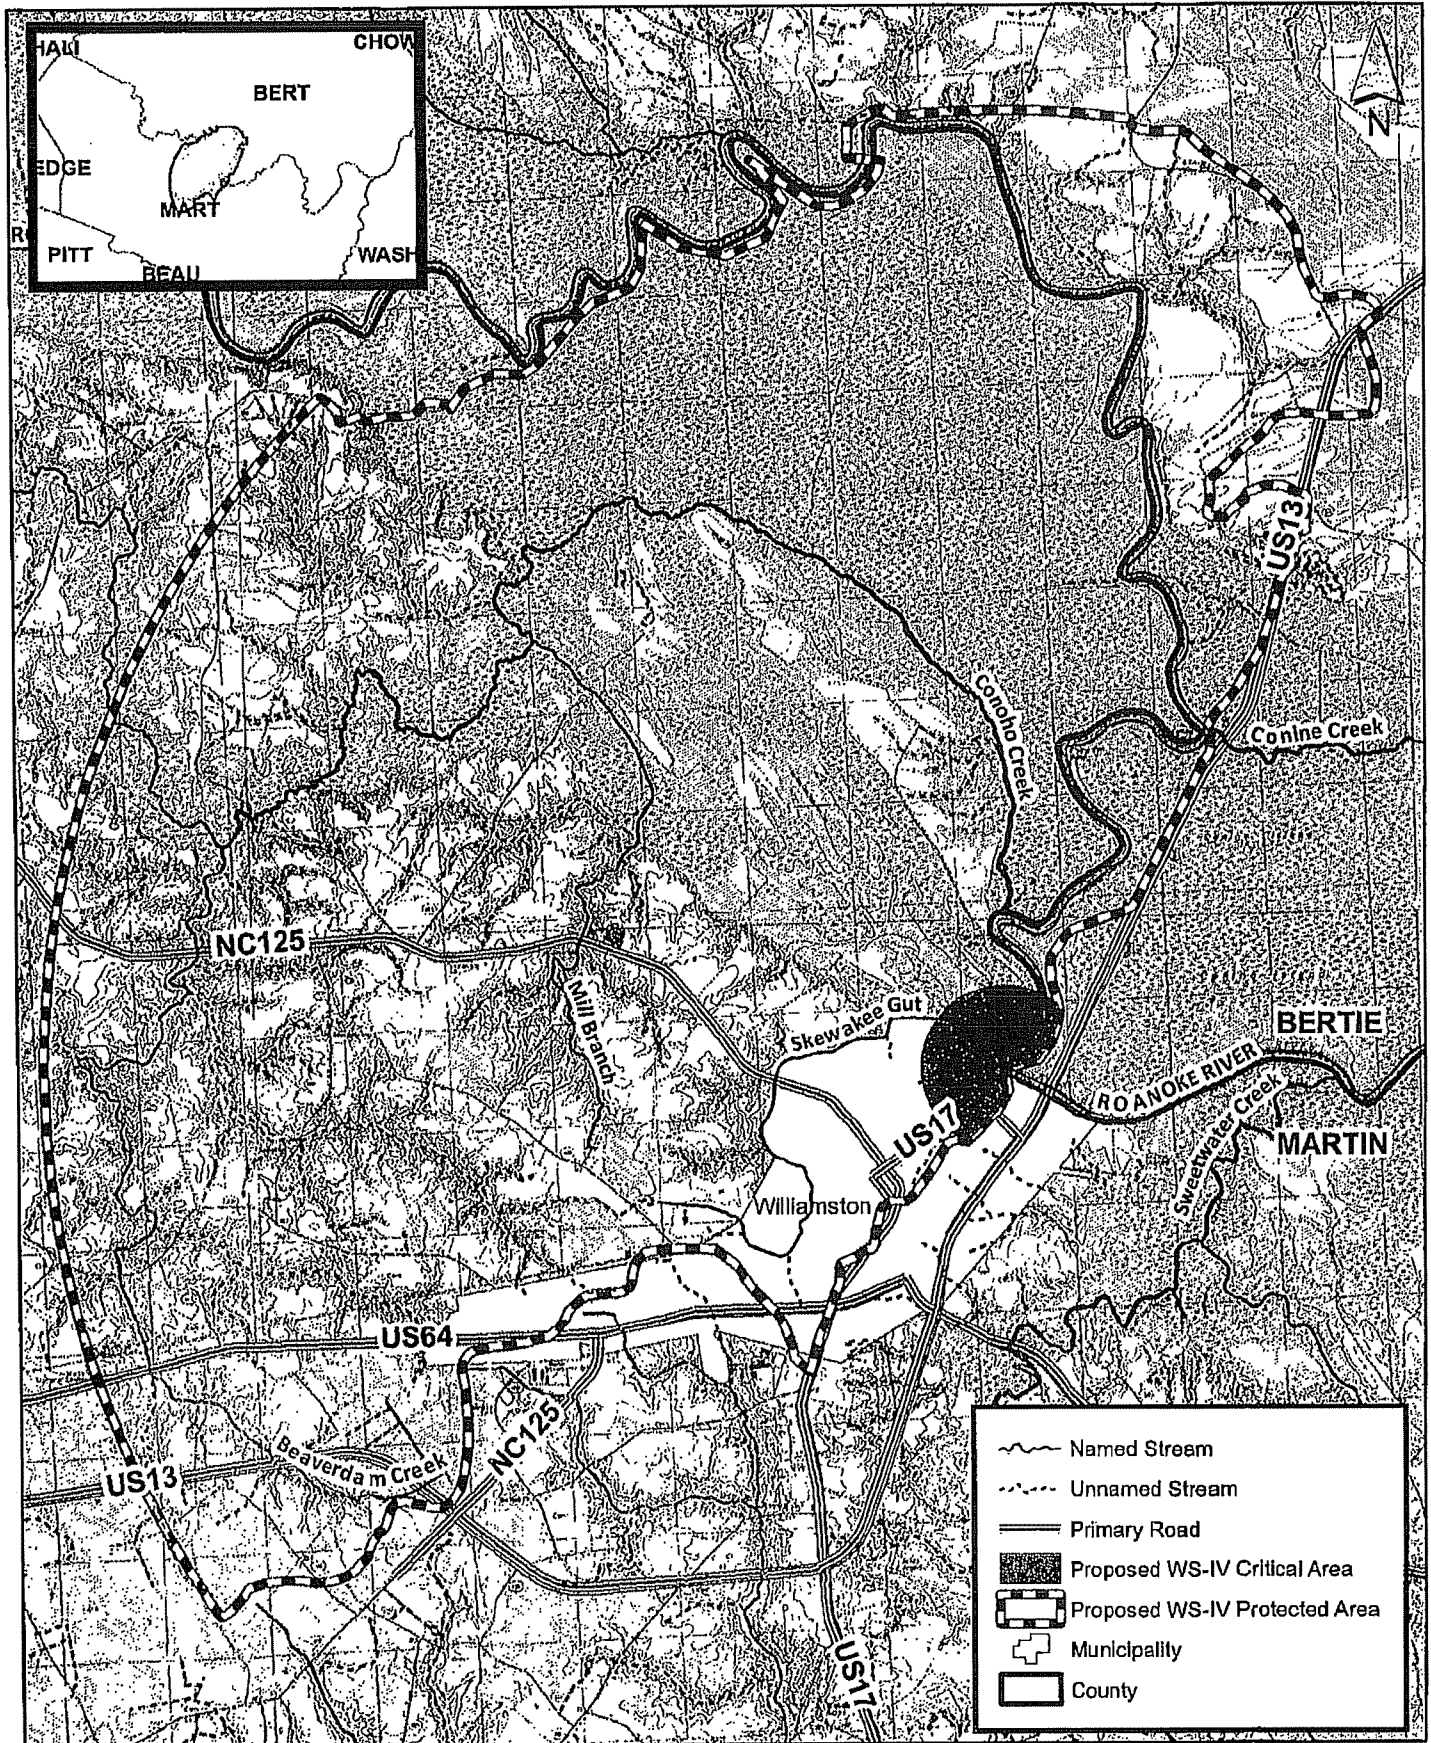 HALI
CHOW
BERT
EDGE
MART
PITT
WASH
BEAU
N
US13
Conoho Creek
Conine Creek
NC125
Mill Branch
Skewakee Gut
BERTIE
ROANOKE RIVER
US17
Sweetwater Creek
MARTIN
Williamston
US64
NC125
Beaverdam Creek
US13
US17
Named Stream
Unnamed Stream
Primary Road
Proposed WS-IV Critical Area
Proposed WS-IV Protected Area
Municipality
County